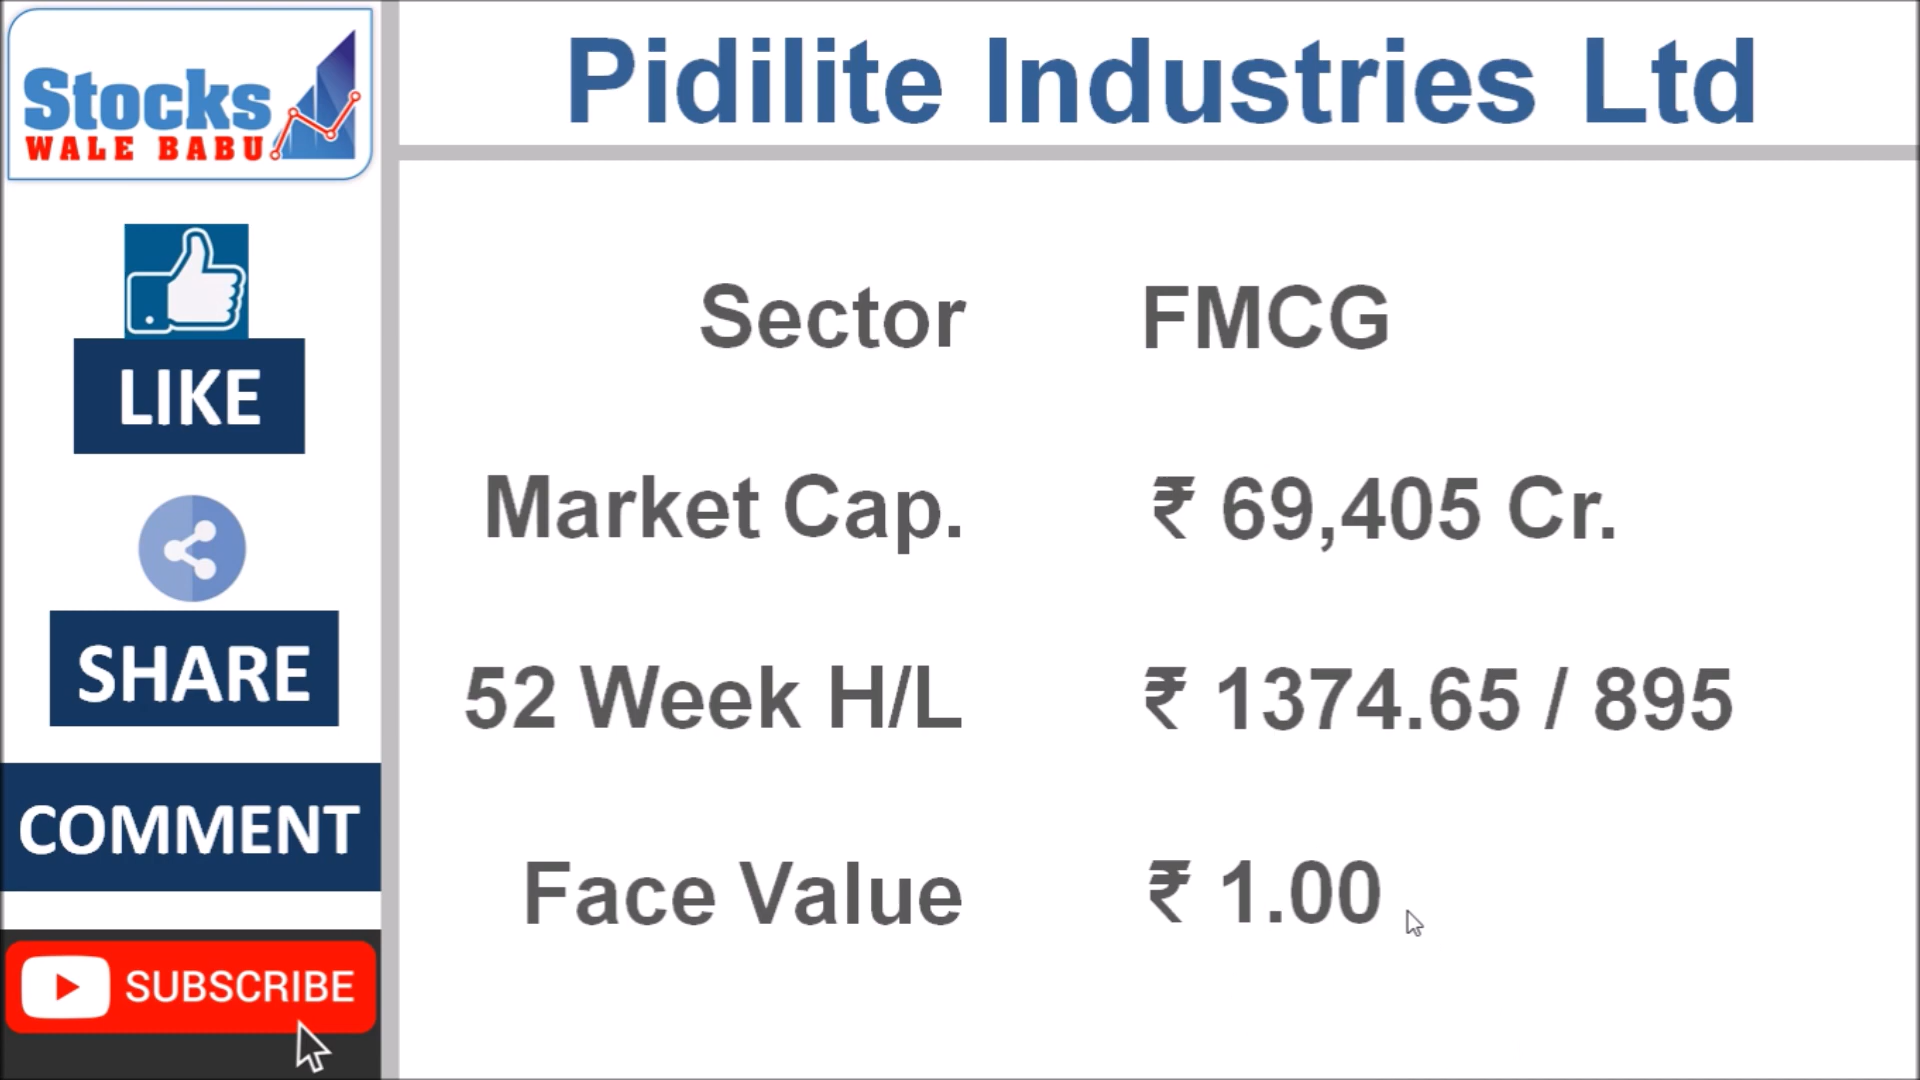 Stocks
WALE BABU
LIKE
SHARE
COMMENT
SUBSCRIBE
Pidilite Industries Ltd
Sector FMCG
Market Cap. ₹ 69,405 Cr.
52 Week H/L ₹ 1374.65 / 895
Face Value ₹ 1.00